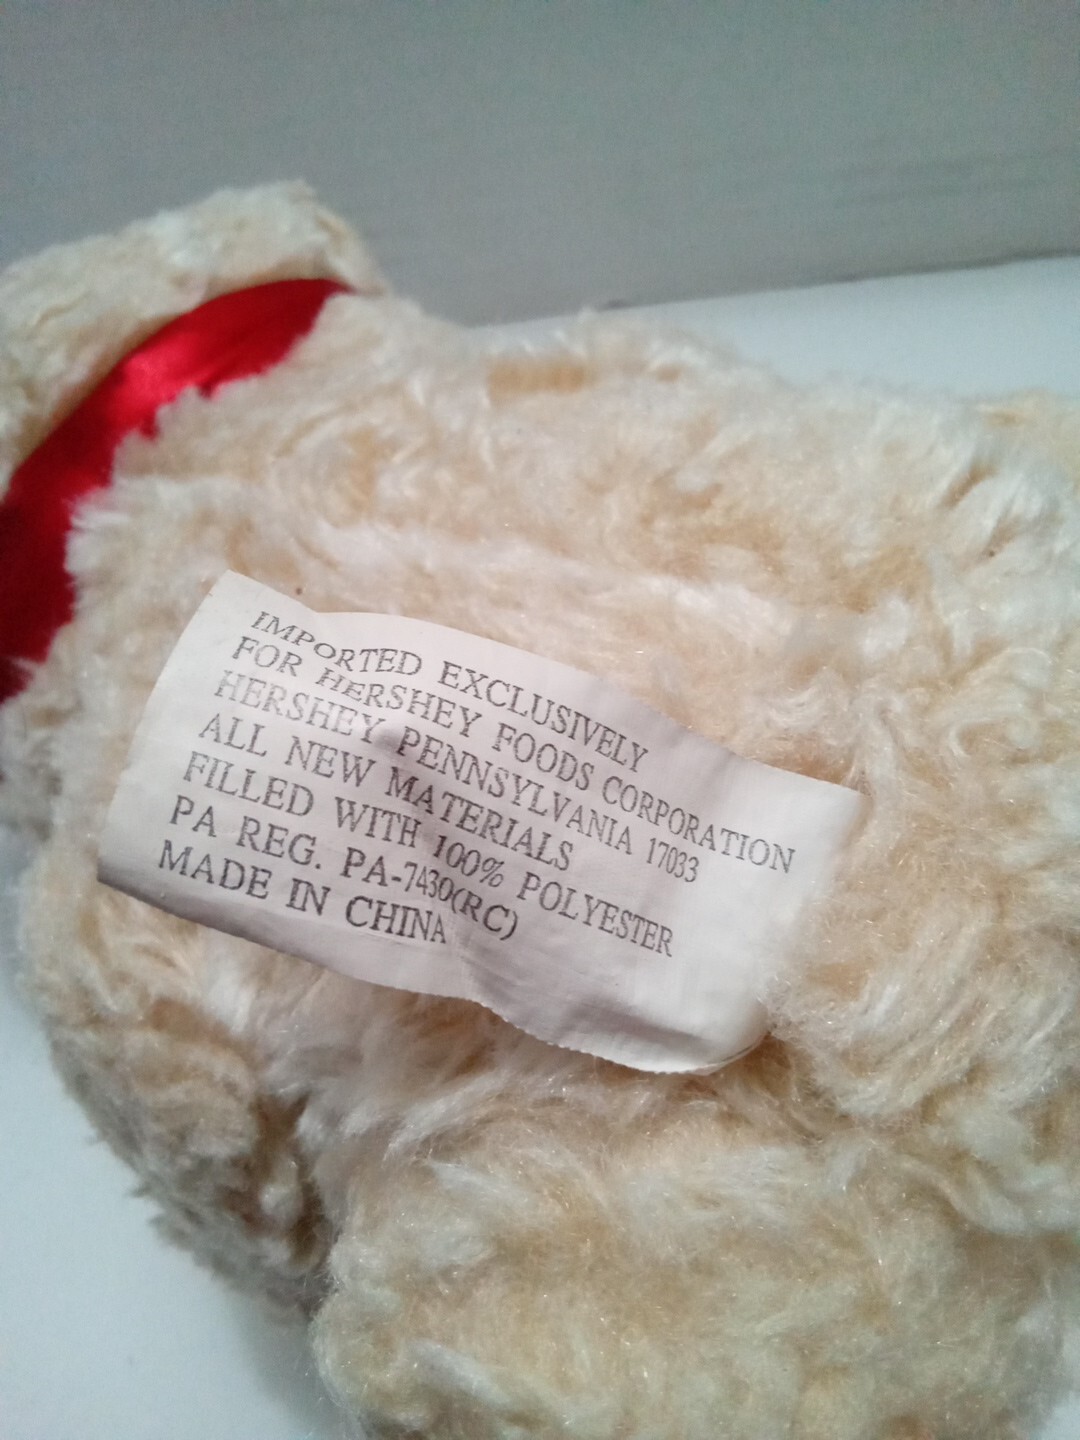 IMPORTED EXCLUSIVELY
FOR HERSHEY FOODS CORPORATION
HERSHEY PENNSYLVANIA 17033
ALL NEW MATERIALS
FILLED WITH 100% POLYESTER
PA REG. PA-7430(RC)
MADE IN CHINA